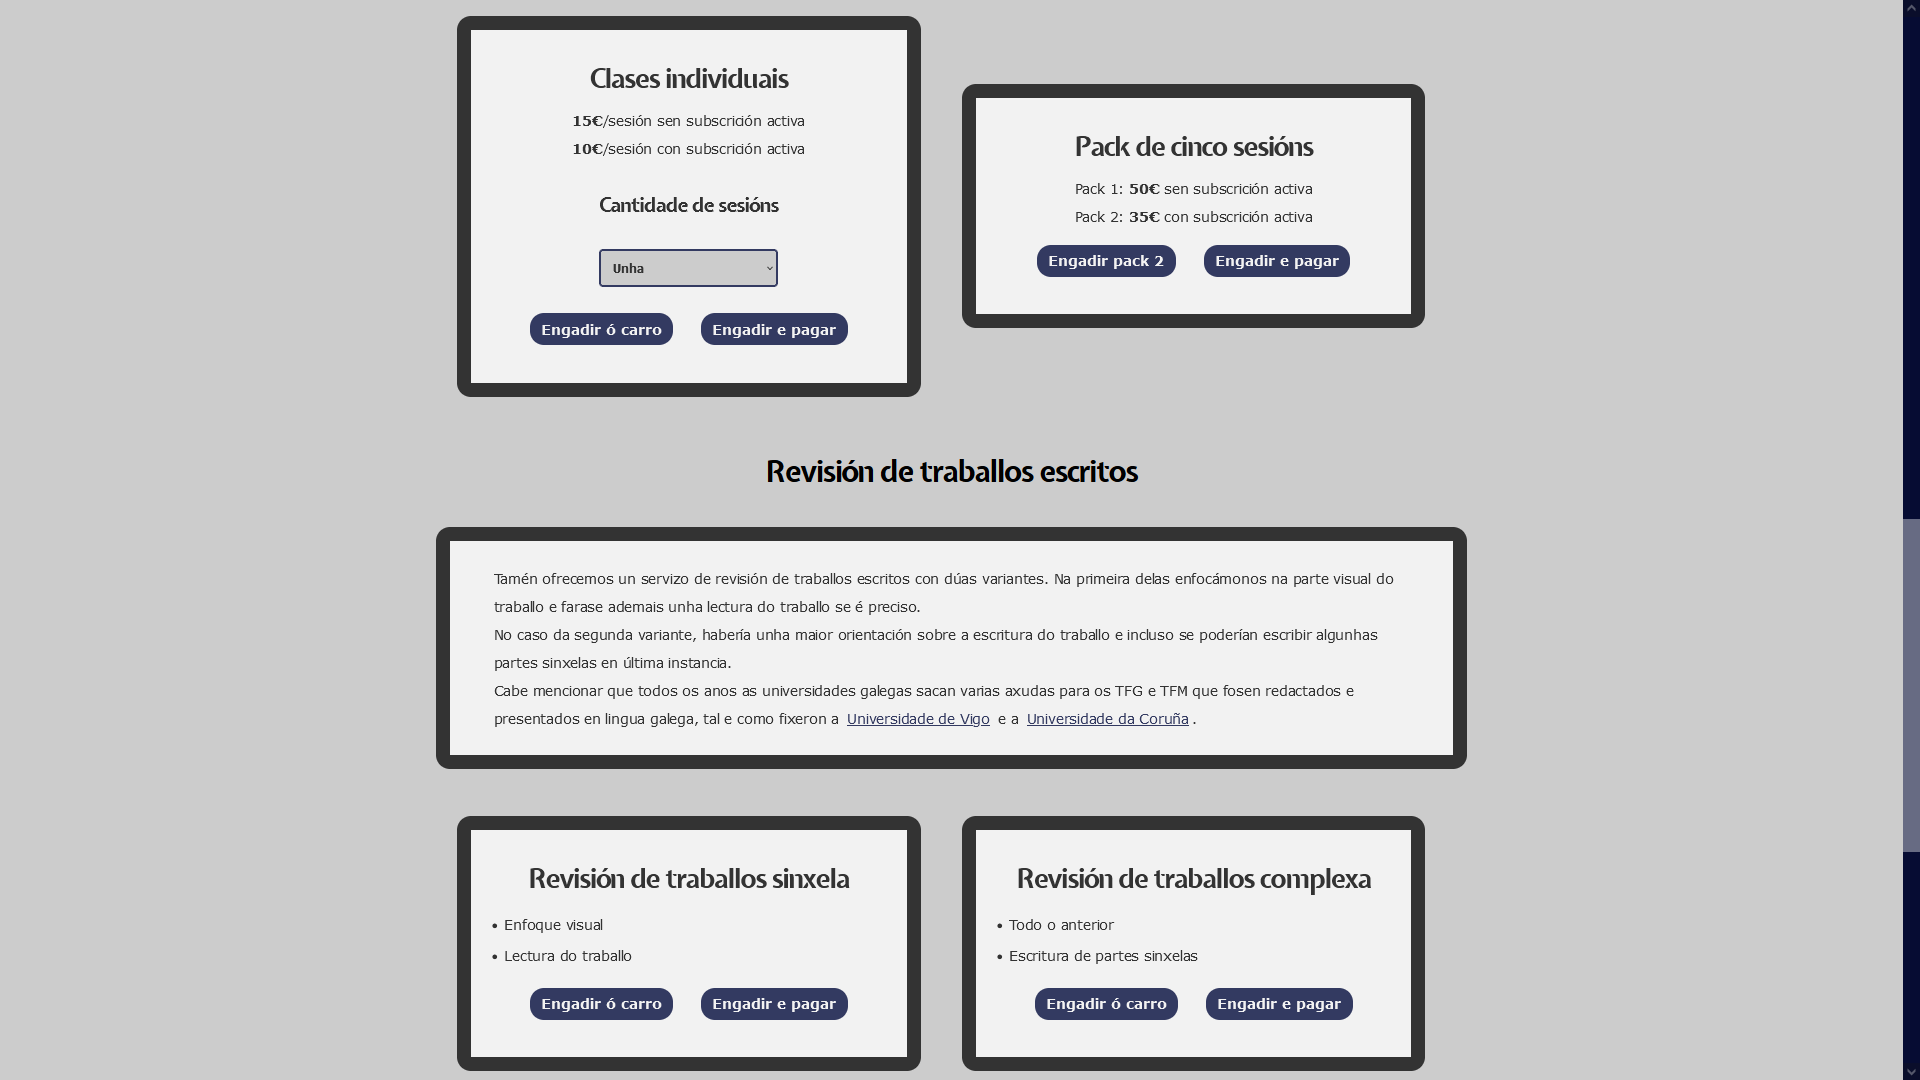 Clases individuais
15€/sesión sen subscrición activa
10€/sesión con subscrición activa
Cantidade de sesións
Unha
Engadir ó carro
Engadir e pagar
Pack de cinco sesións
Pack 1: 50€ sen subscrición activa
Pack 2: 35€ con subscrición activa
Engadir pack 2
Engadir e pagar
Revisión de traballos escritos
Tamén ofrecemos un servizo de revisión de traballos escritos con dúas variantes. Na primeira delas enfocámonos na parte visual do
traballo e farase ademais unha lectura do traballo se é preciso.
No caso da segunda variante, habería unha maior orientación sobre a escritura do traballo e incluso se poderían escribir algunhas
partes sinxelas en última instancia.
Cabe mencionar que todos os anos as universidades galegas sacan varias axudas para os TFG e TFM que fosen redactados e
presentados en lingua galega, tal e como fixeron a Universidade de Vigo e a Universidade da Coruña .
Revisión de traballos sinxela
• Enfoque visual
• Lectura do traballo
Engadir ó carro
Engadir e pagar
Revisión de traballos complexa
• Todo o anterior
• Escritura de partes sinxelas
Engadir ó carro
Engadir e pagar